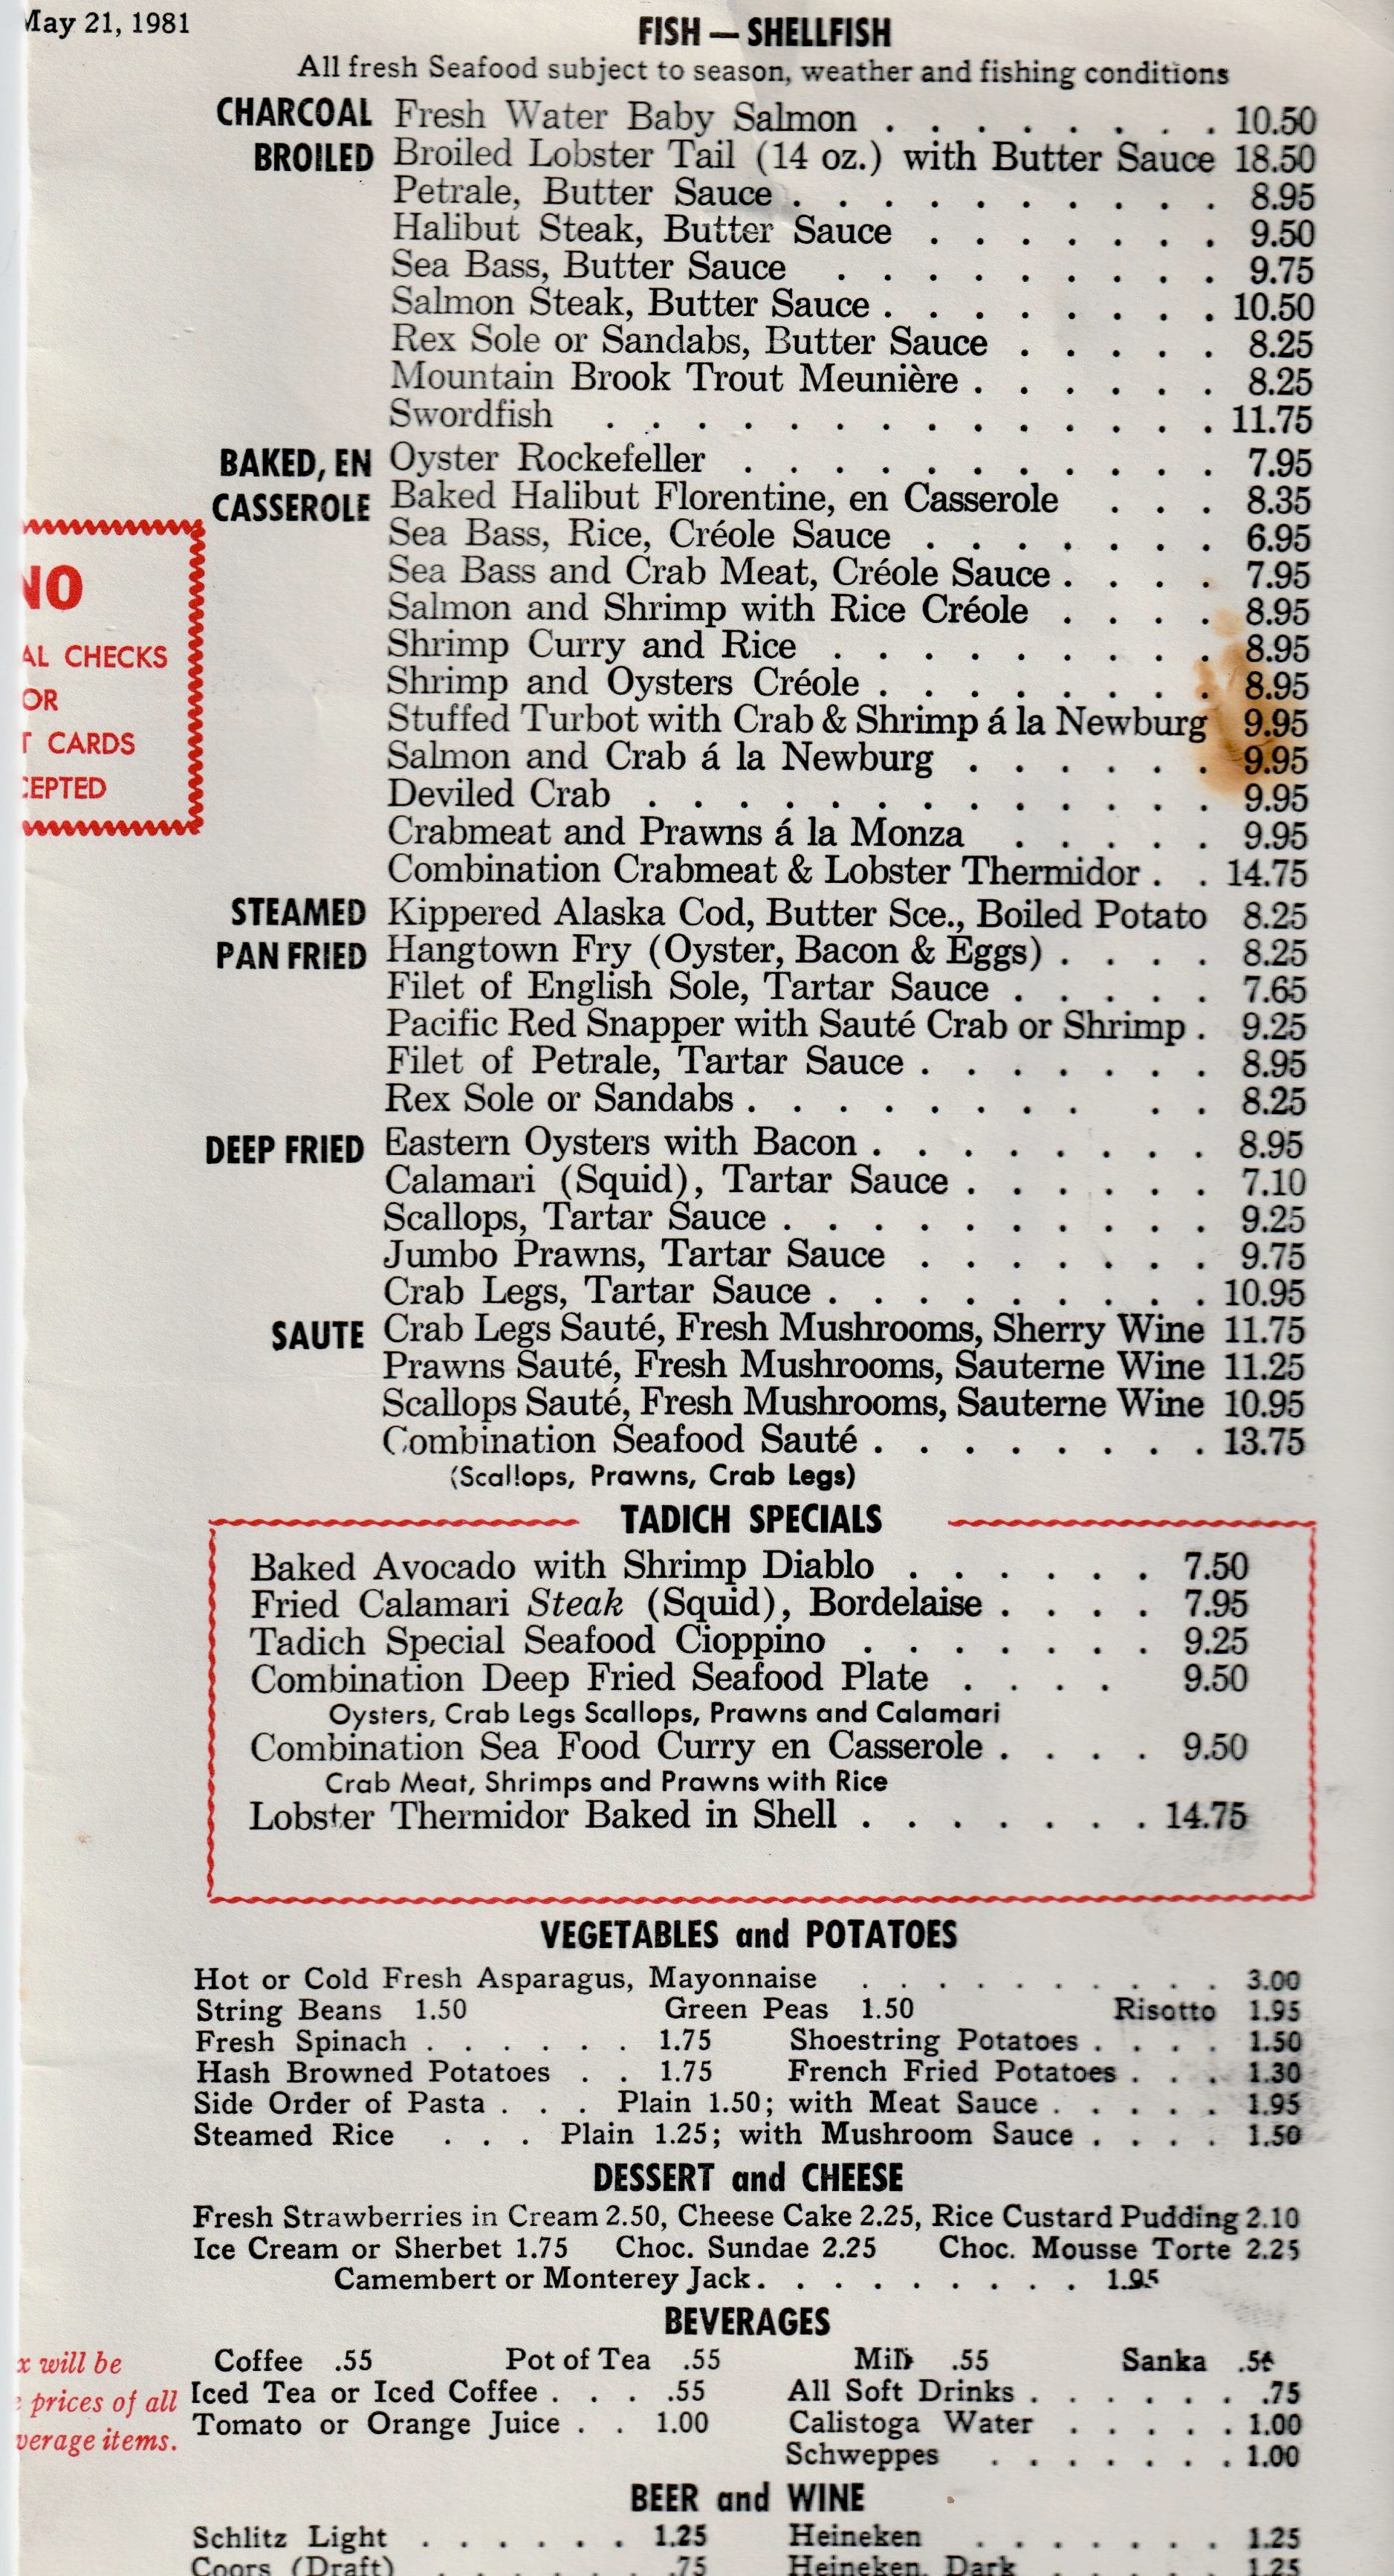 May 21, 1981
FISH — SHELLFISH
All fresh Seafood subject to season, weather and fishing conditions
CHARCOAL BROILED
Fresh Water Baby Salmon . . . . . . . . 10.50
Broiled Lobster Tail (14 oz.) with Butter Sauce 18.50
Petrale, Butter Sauce . . . . . . . . . . 8.95
Halibut Steak, Butter Sauce . . . . . . . 9.50
Sea Bass, Butter Sauce . . . . . . . . . 9.75
Salmon Steak, Butter Sauce . . . . . . . . 10.50
Rex Sole or Sandabs, Butter Sauce . . . . . 8.25
Mountain Brook Trout Meunière . . . . . . 8.25
Swordfish . . . . . . . . . . . . . . 11.75
BAKED, EN CASSEROLE
Oyster Rockefeller . . . . . . . . . . . 7.95
Baked Halibut Florentine, en Casserole . . . 8.35
Sea Bass, Rice, Créole Sauce . . . . . . . 6.95
Sea Bass and Crab Meat, Créole Sauce . . . . 7.95
Salmon and Shrimp with Rice Créole . . . . 8.95
Shrimp Curry and Rice . . . . . . . . . 8.95
Shrimp and Oysters Créole . . . . . . . . 8.95
Stuffed Turbot with Crab & Shrimp á la Newburg 9.95
Salmon and Crab á la Newburg . . . . . . 9.95
Deviled Crab . . . . . . . . . . . . . 9.95
Crabmeat and Prawns á la Monza . . . . . 9.95
Combination Crabmeat & Lobster Thermidor . . 14.75
STEAMED Kippered Alaska Cod, Butter Sce., Boiled Potato 8.25
PAN FRIED Hangtown Fry (Oyster, Bacon & Eggs) . . . . 8.25
Filet of English Sole, Tartar Sauce . . . . . 7.65
Pacific Red Snapper with Sauté Crab or Shrimp . 9.25
Filet of Petrale, Tartar Sauce . . . . . . . 8.95
Rex Sole or Sandabs . . . . . . . . . . 8.25
DEEP FRIED Eastern Oysters with Bacon . . . . . . . . 8.95
Calamari (Squid), Tartar Sauce . . . . . . 7.10
Scallops, Tartar Sauce . . . . . . . . . . 9.25
Jumbo Prawns, Tartar Sauce . . . . . . . 9.75
Crab Legs, Tartar Sauce . . . . . . . . . 10.95
SAUTE Crab Legs Sauté, Fresh Mushrooms, Sherry Wine 11.75
Prawns Sauté, Fresh Mushrooms, Sauterne Wine 11.25
Scallops Sauté, Fresh Mushrooms, Sauterne Wine 10.95
Combination Seafood Sauté . . . . . . . . 13.75
(Scallops, Prawns, Crab Legs)
NO
AL CHECKS
OR
T CARDS
CEPTED
TADICH SPECIALS
Baked Avocado with Shrimp Diablo . . . . . . 7.50
Fried Calamari Steak (Squid), Bordelaise . . . . 7.95
Tadich Special Seafood Cioppino . . . . . . . 9.25
Combination Deep Fried Seafood Plate . . . . 9.50
Oysters, Crab Legs Scallops, Prawns and Calamari
Combination Sea Food Curry en Casserole . . . . 9.50
Crab Meat, Shrimps and Prawns with Rice
Lobster Thermidor Baked in Shell . . . . . . . 14.75
VEGETABLES and POTATOES
Hot or Cold Fresh Asparagus, Mayonnaise . . . . . . . . . . 3.00
String Beans 1.50 Green Peas 1.50 Risotto 1.95
Fresh Spinach . . . . . . 1.75 Shoestring Potatoes . . . . 1.50
Hash Browned Potatoes . . 1.75 French Fried Potatoes . . . 1.30
Side Order of Pasta . . . Plain 1.50; with Meat Sauce . . . . . 1.95
Steamed Rice . . . Plain 1.25; with Mushroom Sauce . . . . 1.50
DESSERT and CHEESE
Fresh Strawberries in Cream 2.50, Cheese Cake 2.25, Rice Custard Pudding 2.10
Ice Cream or Sherbet 1.75 Choc. Sundae 2.25 Choc. Mousse Torte 2.25
Camembert or Monterey Jack . . . . . . . . . 1.95
BEVERAGES
Coffee .55 Pot of Tea .55 Milk .55 Sanka
Iced Tea or Iced Coffee . . . .55 All Soft Drinks . . . . . . .75
Tomato or Orange Juice . . 1.00 Calistoga Water . . . . . 1.00
Schweppes . . . . . . . 1.00
x will be
prices of all
verage items.
BEER and WINE
Schlitz Light . . . . . . 1.25 Heineken . . . . . . 1.25
Coors (Draft) . . . . . . .75 Heineken, Dark . . . . 1.25